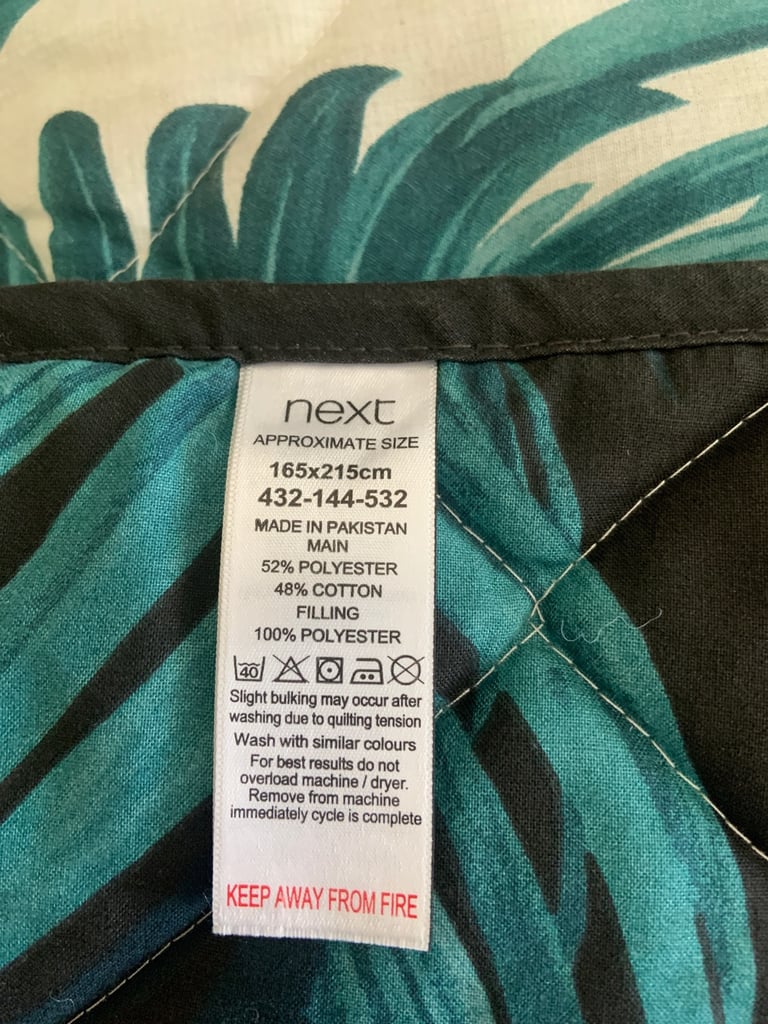 next
APPROXIMATE SIZE
165x215cm
432-144-532
MADE IN PAKISTAN
MAIN
52% POLYESTER
48% COTTON
FILLING
100% POLYESTER
40
Slight bulking may occur after
washing due to quilting tension
Wash with similar colours
For best results do not
overload machine / dryer.
Remove from machine
immediately cycle is complete
KEEP AWAY FROM FIRE